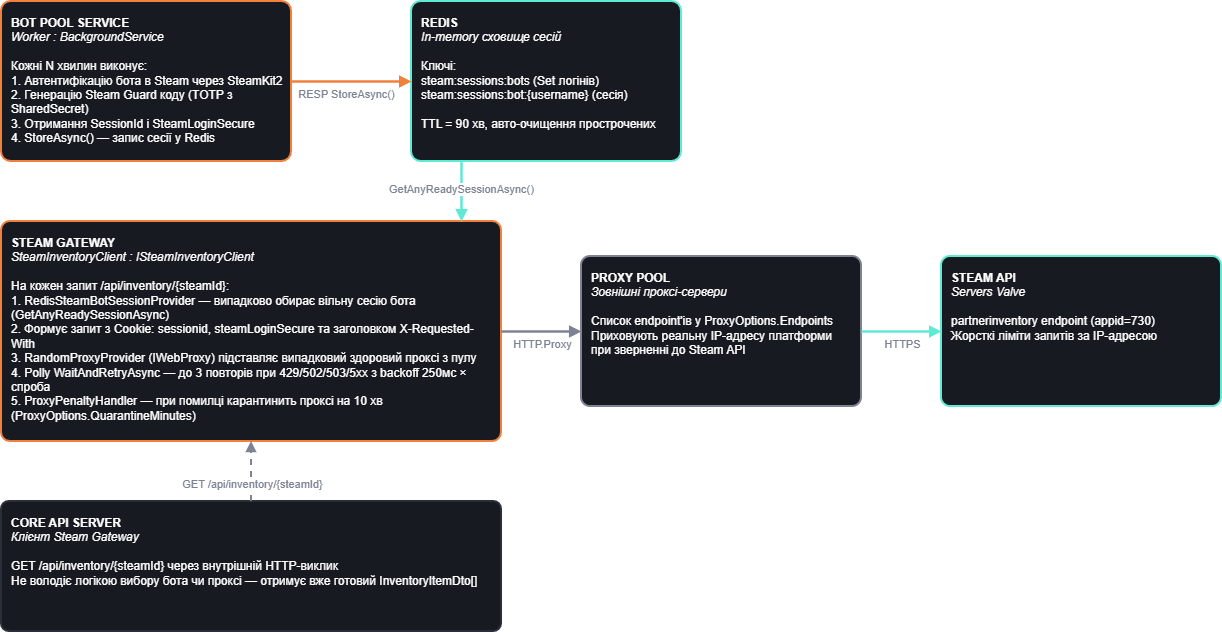 BOT POOL SERVICE
Worker : BackgroundService
Кожні N хвилин виконує:
1. Автентифікацію бота в Steam через SteamKit2
2. Генерацію Steam Guard коду (TOTP з
SharedSecret)
3. Отримання SessionId і SteamLoginSecure
4. StoreAsync() — запис сесії у Redis
RESP StoreAsync()
REDIS
In-memory сховище сесій
Ключі:
steam:sessions:bots (Set логінів)
steam:sessions:bot:{username} (сесія)
TTL = 90 хв, авто-очищення прострочених
GetAnyReadySessionAsync()
STEAM GATEWAY
SteamInventoryClient : ISteamInventoryClient
На кожен запит /api/inventory/{steamId}:
1. RedisSteamBotSessionProvider — випадково обирає вільну сесію бота
(GetAnyReadySessionAsync)
2. Формує запит з Cookie: sessionid, steamLoginSecure та заголовком X-Requested-
With
3. RandomProxyProvider (IWebProxy) підставляє випадковий здоровий проксі з пулу
4. Polly WaitAndRetryAsync — до 3 повторів при 429/502/503/5xx з backoff 250мс ×
спроба
5. ProxyPenaltyHandler — при помилці карантинить проксі на 10 хв
(ProxyOptions.QuarantineMinutes)
HTTP.Proxy
PROXY POOL
Зовнішні проксі-сервери
Список endpoint'ів у ProxyOptions.Endpoints
Приховують реальну IP-адресу платформи
при зверненні до Steam API
HTTPS
STEAM API
Servers Valve
partnerinventory endpoint (appid=730)
Жорсткі ліміти запитів за IP-адресою
GET /api/inventory/{steamId}
CORE API SERVER
Клієнт Steam Gateway
GET /api/inventory/{steamId} через внутрішній HTTP-виклик
Не володіє логікою вибору бота чи проксі — отримує вже готовий InventoryItemDto[]